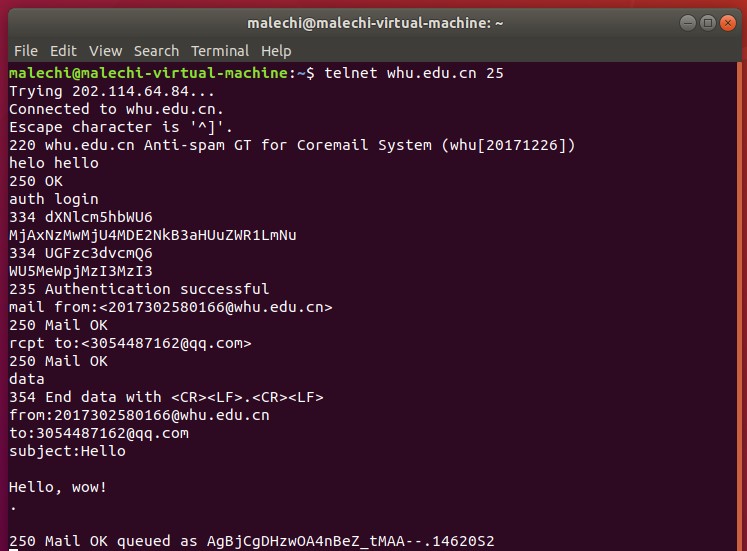 malechi@malechi-virtual-machine: ~
File Edit View Search Terminal Help
malechi@malechi-virtual-machine:~$ telnet whu.edu.cn 25
Trying 202.114.64.84...
Connected to whu.edu.cn.
Escape character is '^]'.
220 whu.edu.cn Anti-spam GT for Coremail System (whu[20171226])
helo hello
250 OK
auth login
334 dXNlcm5hbWU6
MjAxNzMwMjU4MDE2NkB3aHUuZWR1LmNu
334 UGFzc3dvcmQ6
WU5MeWpjMzI3MzI3
235 Authentication successful
mail from:<2017302580166@whu.edu.cn>
250 Mail OK
rcpt to:<3054487162@qq.com>
250 Mail OK
data
354 End data with <CR><LF>.<CR><LF>
from:2017302580166@whu.edu.cn
to:3054487162@qq.com
subject:Hello
Hello, wow!
.
250 Mail OK queued as AgBjCgDHzwOA4nBeZ_tMAA--.14620S2